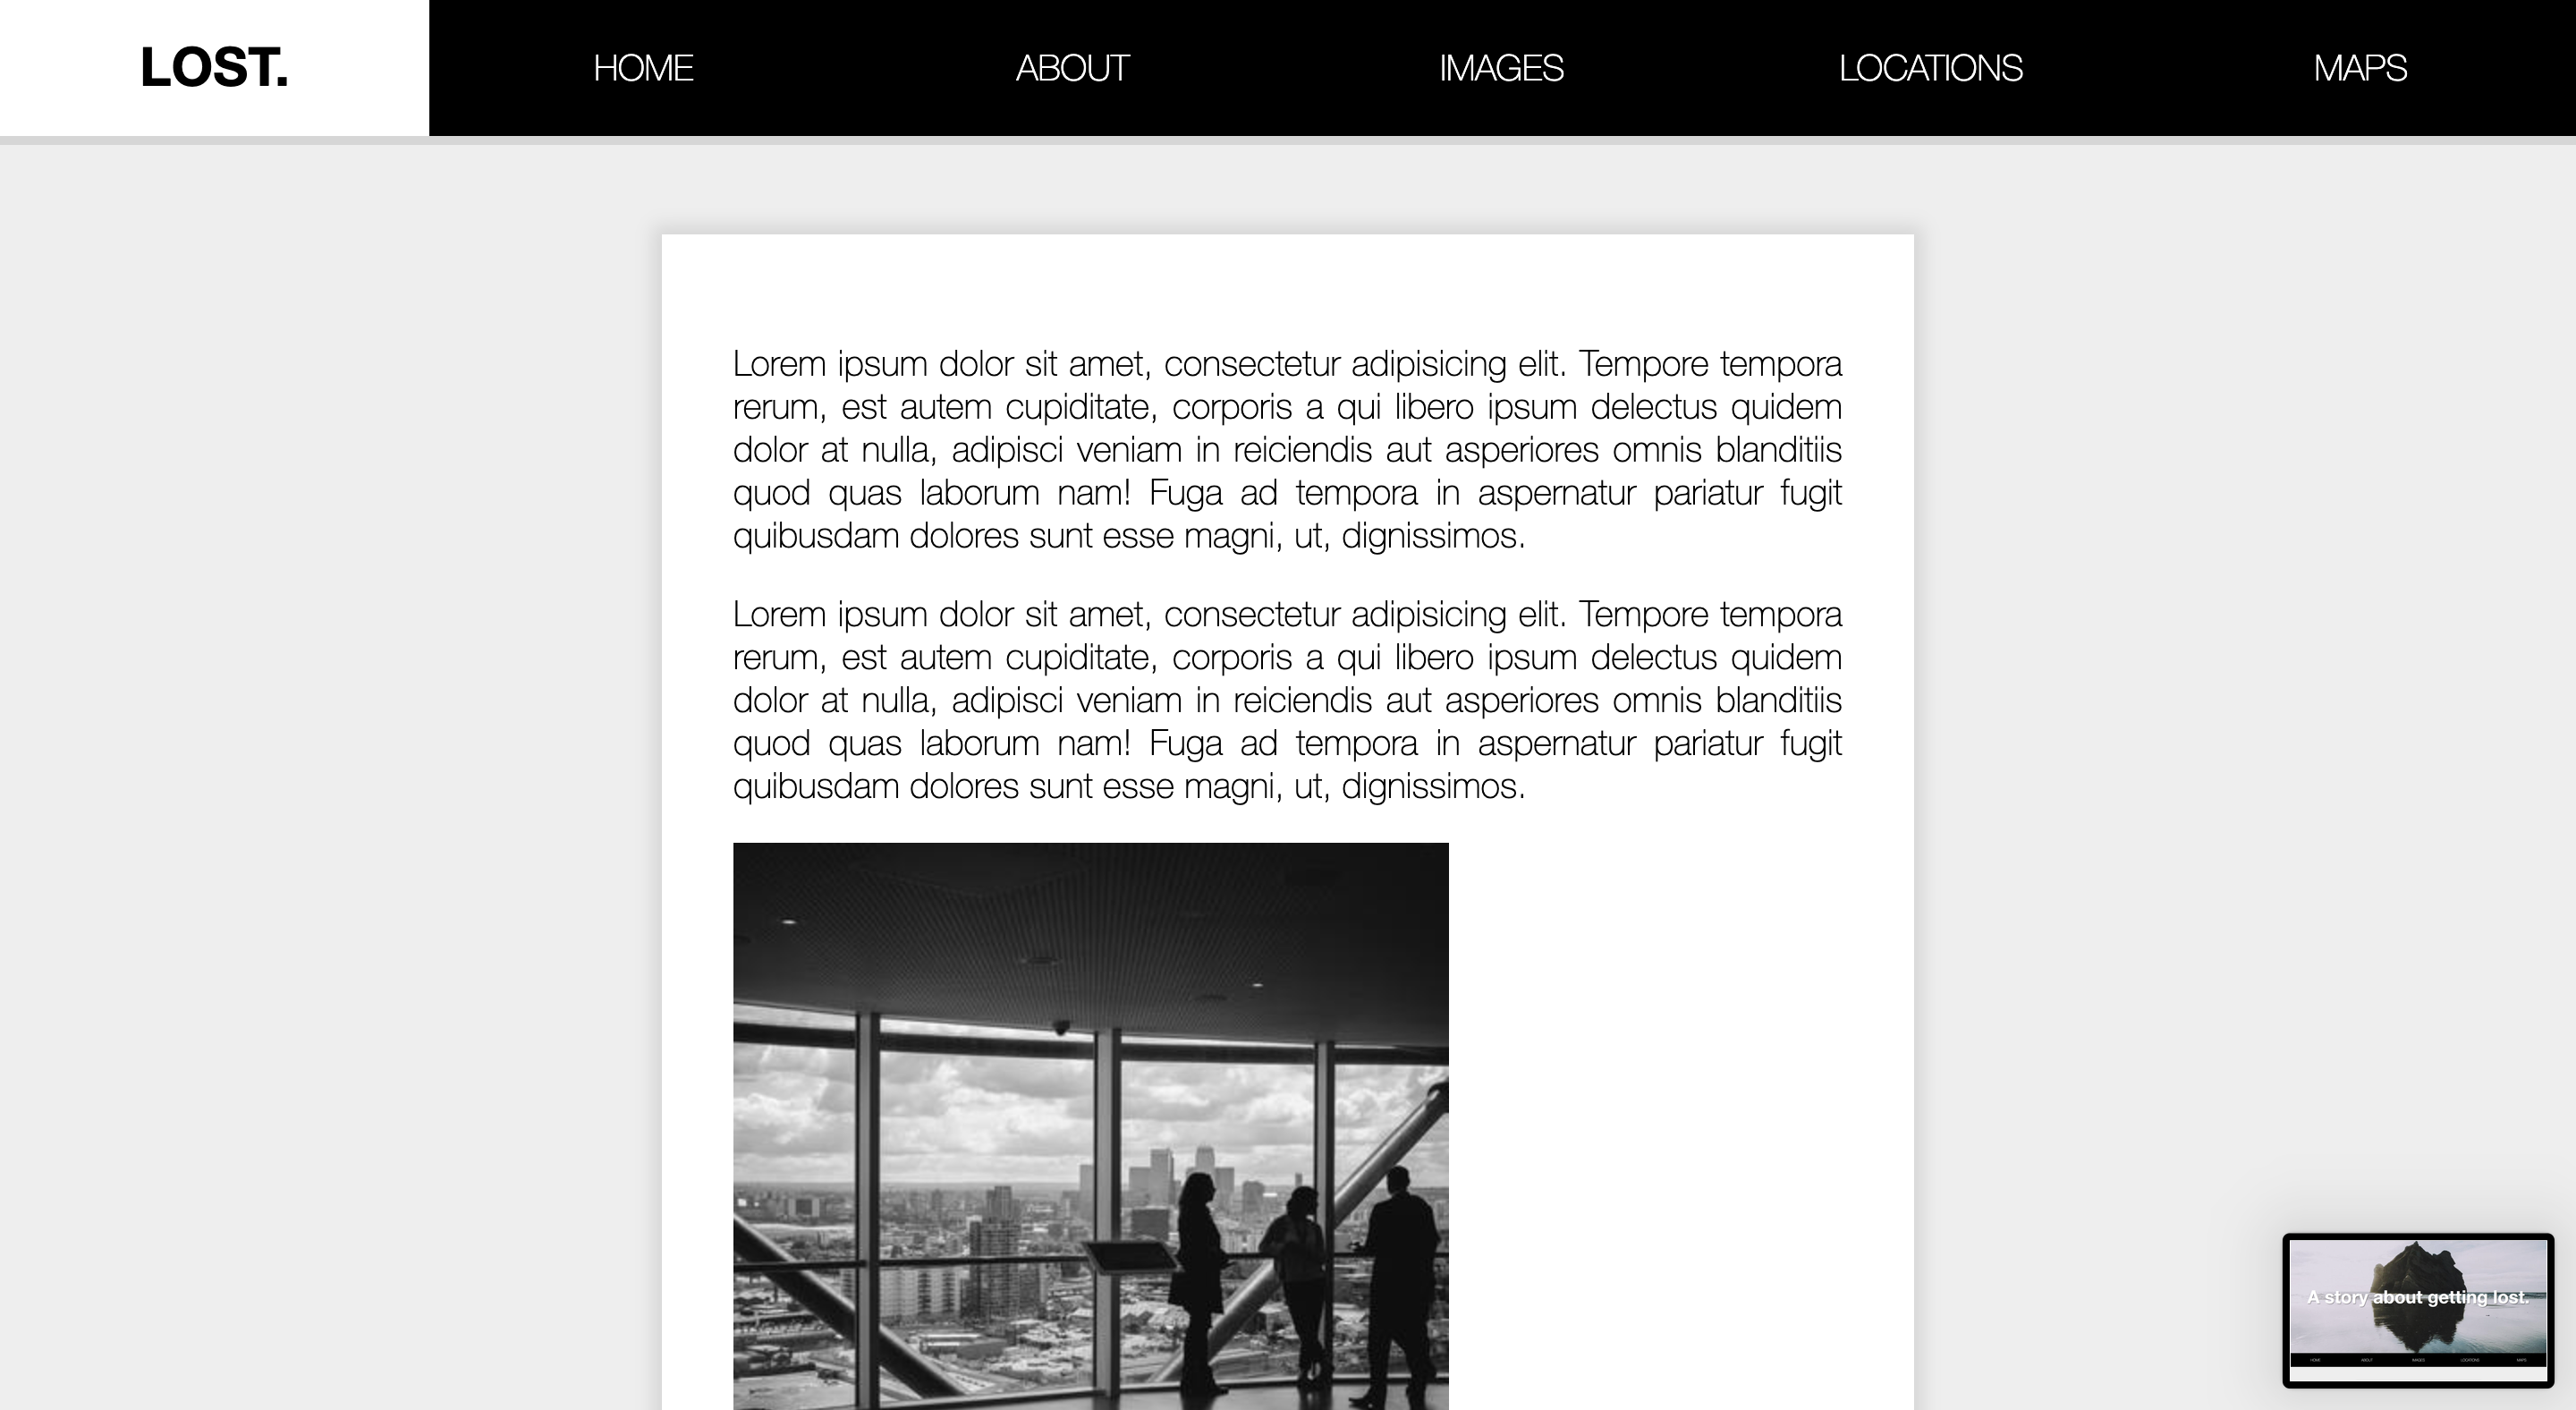 LOST.
HOME
ABOUT
IMAGES
LOCATIONS
MAPS
Lorem ipsum dolor sit amet, consectetur adipisicing elit. Tempore tempora
rerum, est autem cupiditate, corporis a qui libero ipsum delectus quidem
dolor at nulla, adipisci veniam in reiciendis aut asperiores omnis blanditiis
quod quas laborum nam! Fuga ad tempora in aspernatur pariatur fugit
quibusdam dolores sunt esse magni, ut, dignissimos.
Lorem ipsum dolor sit amet, consectetur adipisicing elit. Tempore tempora
rerum, est autem cupiditate, corporis a qui libero ipsum delectus quidem
dolor at nulla, adipisci veniam in reiciendis aut asperiores omnis blanditiis
quod quas laborum nam! Fuga ad tempora in aspernatur pariatur fugit
quibusdam dolores sunt esse magni, ut, dignissimos.
A story about getting lost.
HOME
ABOUT
IMAGES
LOCATIONS
MAPS